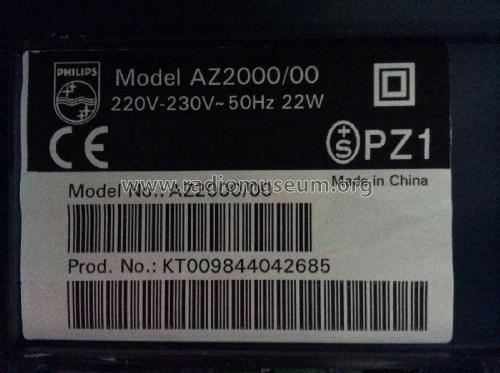 PHILIPS
Model AZ2000/00
220V-230V~50Hz 22W
CE
+S PZ1
Made in China
www.radiomuseum.org
Model No.: AZ2000/00
Prod. No.: KT009844042685